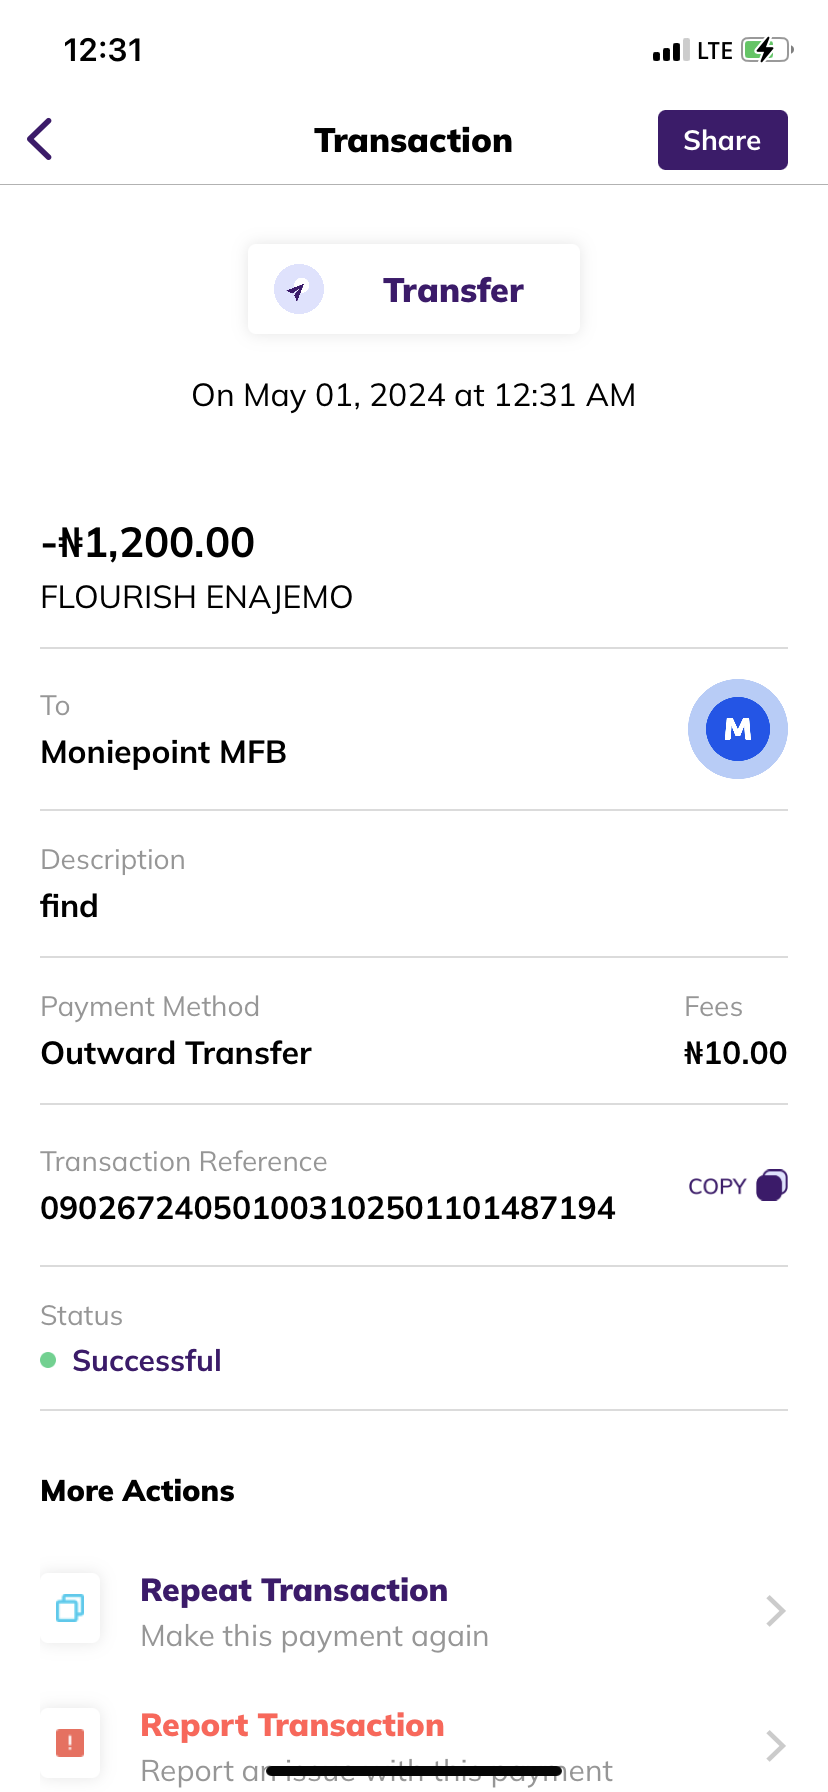 12:31 LTE
Transaction Share
Transfer
On May 01, 2024 at 12:31 AM
-₦1,200.00
FLOURISH ENAJEMO
To
Moniepoint MFB
M
Description
find
Payment Method Fees
Outward Transfer ₦10.00
Transaction Reference
090267240501003102501101487194 COPY
Status
Successful
More Actions
Repeat Transaction
Make this payment again
Report Transaction
Report an issue with this payment